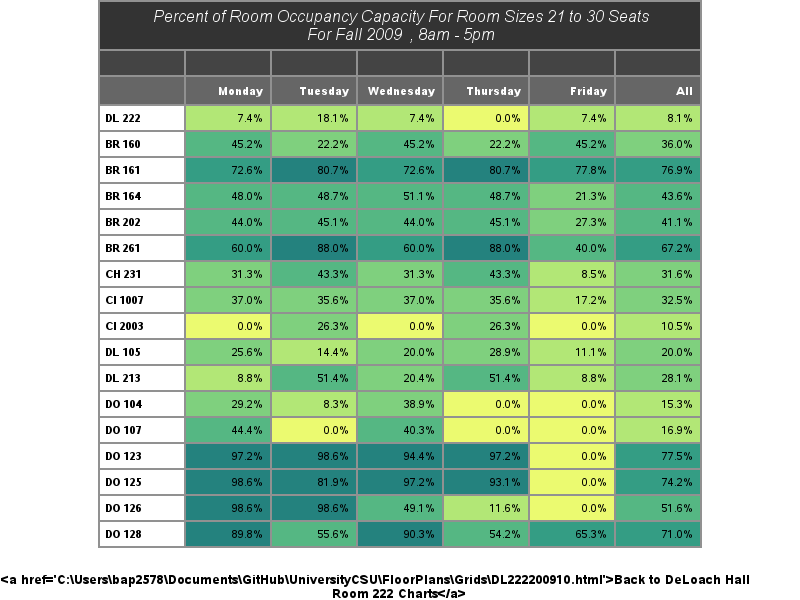 Percent of Room Occupancy Capacity For Room Sizes 21 to 30 Seats
For Fall 2009 , 8am - 5pm
Monday Tuesday Wednesday Thursday Friday All
DL 222 7.4% 18.1% 7.4% 0.0% 7.4% 8.1%
BR 160 45.2% 22.2% 45.2% 22.2% 45.2% 36.0%
BR 161 72.6% 80.7% 72.6% 80.7% 77.8% 76.9%
BR 164 48.0% 48.7% 51.1% 48.7% 21.3% 43.6%
BR 202 44.0% 45.1% 44.0% 45.1% 27.3% 41.1%
BR 261 60.0% 88.0% 60.0% 88.0% 40.0% 67.2%
CH 231 31.3% 43.3% 31.3% 43.3% 8.5% 31.6%
CI 1007 37.0% 35.6% 37.0% 35.6% 17.2% 32.5%
CI 2003 0.0% 26.3% 0.0% 26.3% 0.0% 10.5%
DL 105 25.6% 14.4% 20.0% 28.9% 11.1% 20.0%
DL 213 8.8% 51.4% 20.4% 51.4% 8.8% 28.1%
DO 104 29.2% 8.3% 38.9% 0.0% 0.0% 15.3%
DO 107 44.4% 0.0% 40.3% 0.0% 0.0% 16.9%
DO 123 97.2% 98.6% 94.4% 97.2% 0.0% 77.5%
DO 125 98.6% 81.9% 97.2% 93.1% 0.0% 74.2%
DO 126 98.6% 98.6% 49.1% 11.6% 0.0% 51.6%
DO 128 89.8% 55.6% 90.3% 54.2% 65.3% 71.0%
<a href='C:\Users\bap2578\Documents\GitHub\UniversityCSU\FloorPlans\Grids\DL222200910.html'>Back to DeLoach Hall
Room 222 Charts</a>